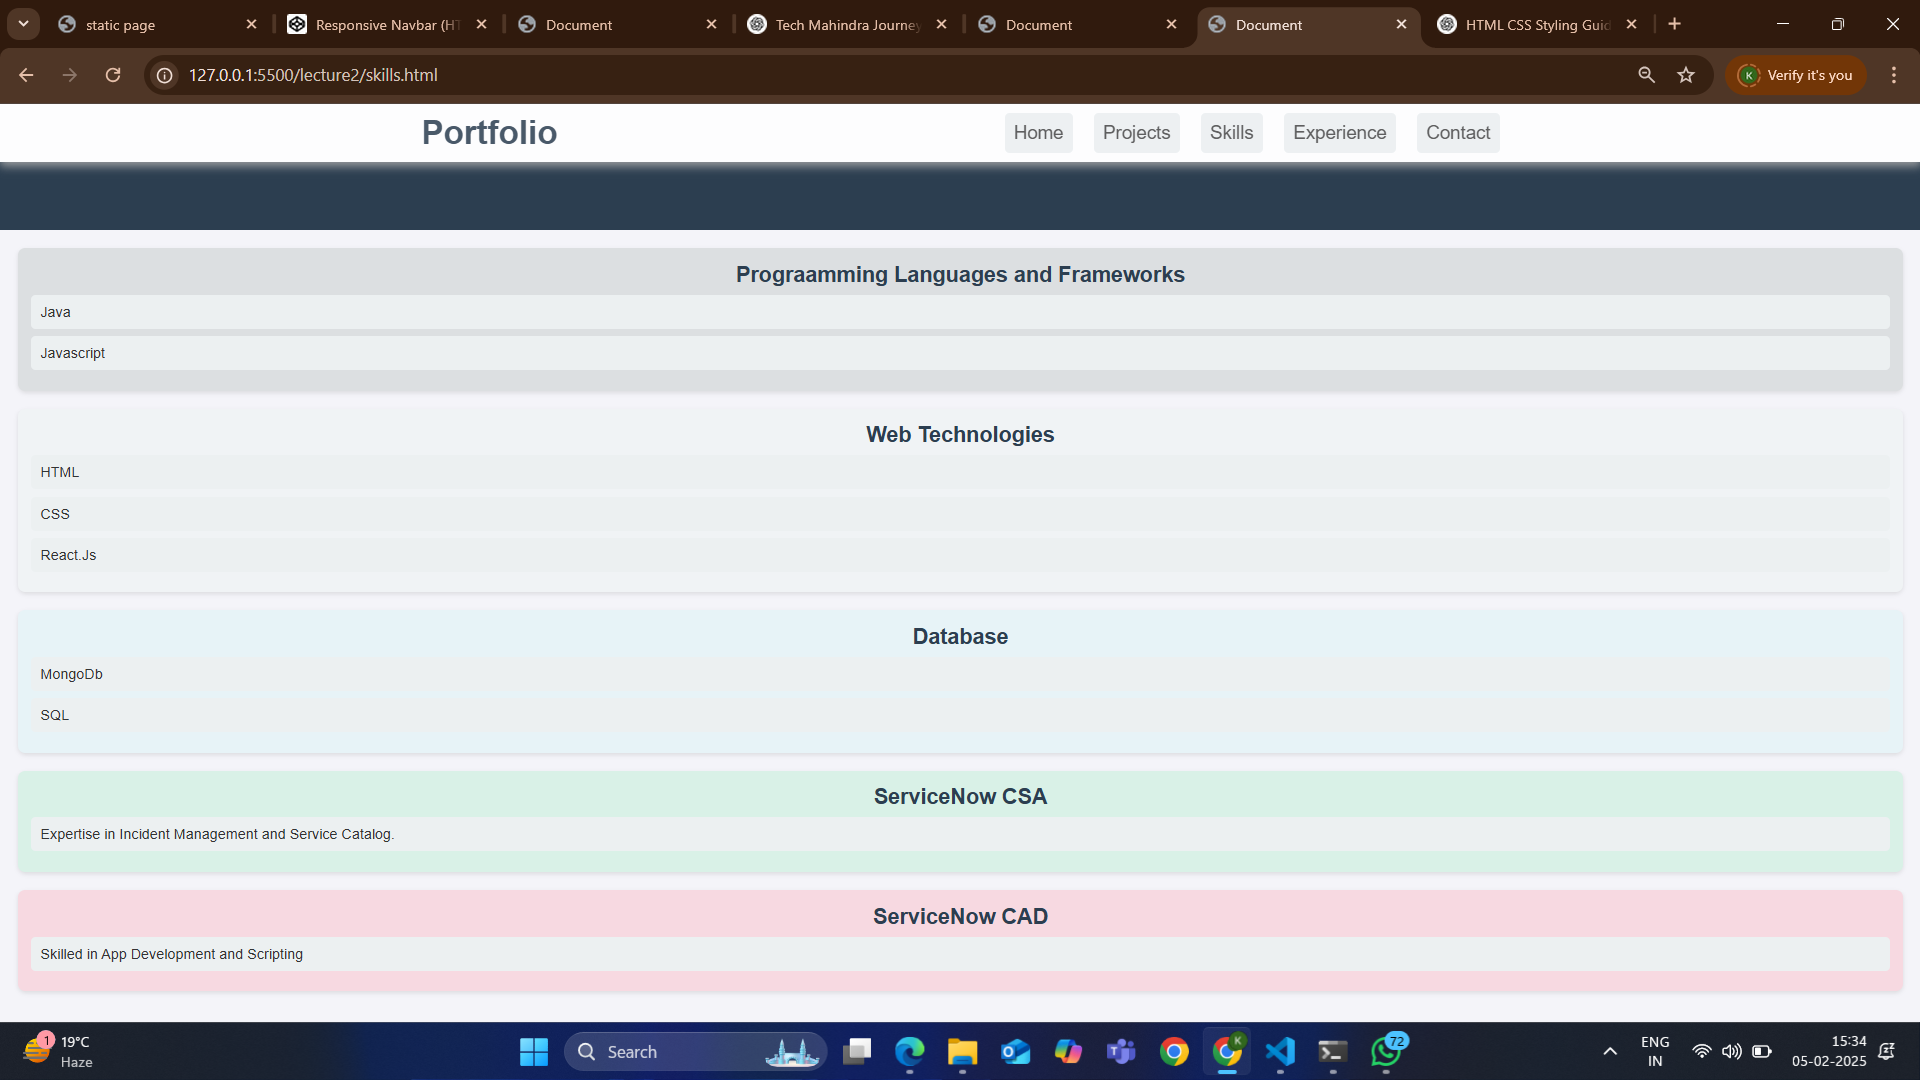 static page
Responsive Navbar (HT
Document
Tech Mahindra Journey
Document
Document
HTML CSS Styling Guid
127.0.0.1:5500/lecture2/skills.html
K
Verify it's you
Portfolio
Home
Projects
Skills
Experience
Contact
Prograamming Languages and Frameworks
Java
Javascript
Web Technologies
HTML
CSS
React.Js
Database
MongoDb
SQL
ServiceNow CSA
Expertise in Incident Management and Service Catalog.
ServiceNow CAD
Skilled in App Development and Scripting
1
19°C
Haze
Search
K
72
ENG
IN
15:34
05-02-2025